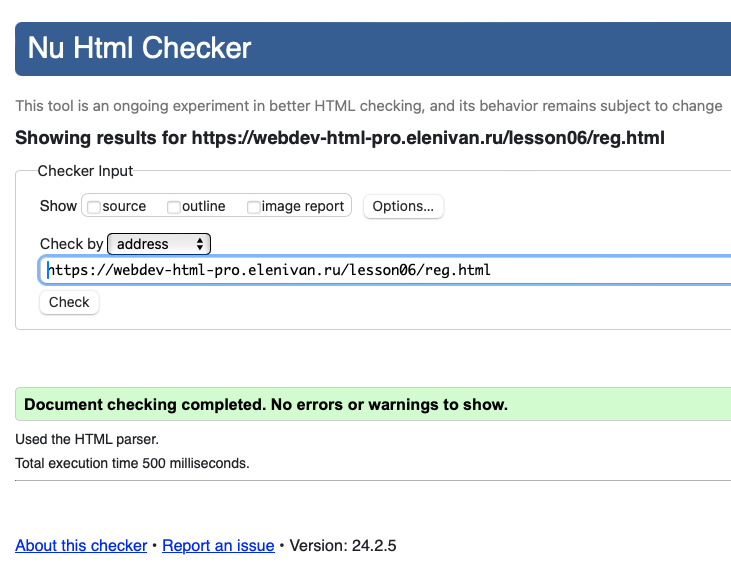 Nu Html Checker
This tool is an ongoing experiment in better HTML checking, and its behavior remains subject to change
Showing results for https://webdev-html-pro.elenivan.ru/lesson06/reg.html
Checker Input
Show source outline image report Options...
Check by address
https://webdev-html-pro.elenivan.ru/lesson06/reg.html
Check
Document checking completed. No errors or warnings to show.
Used the HTML parser.
Total execution time 500 milliseconds.
About this checker • Report an issue • Version: 24.2.5